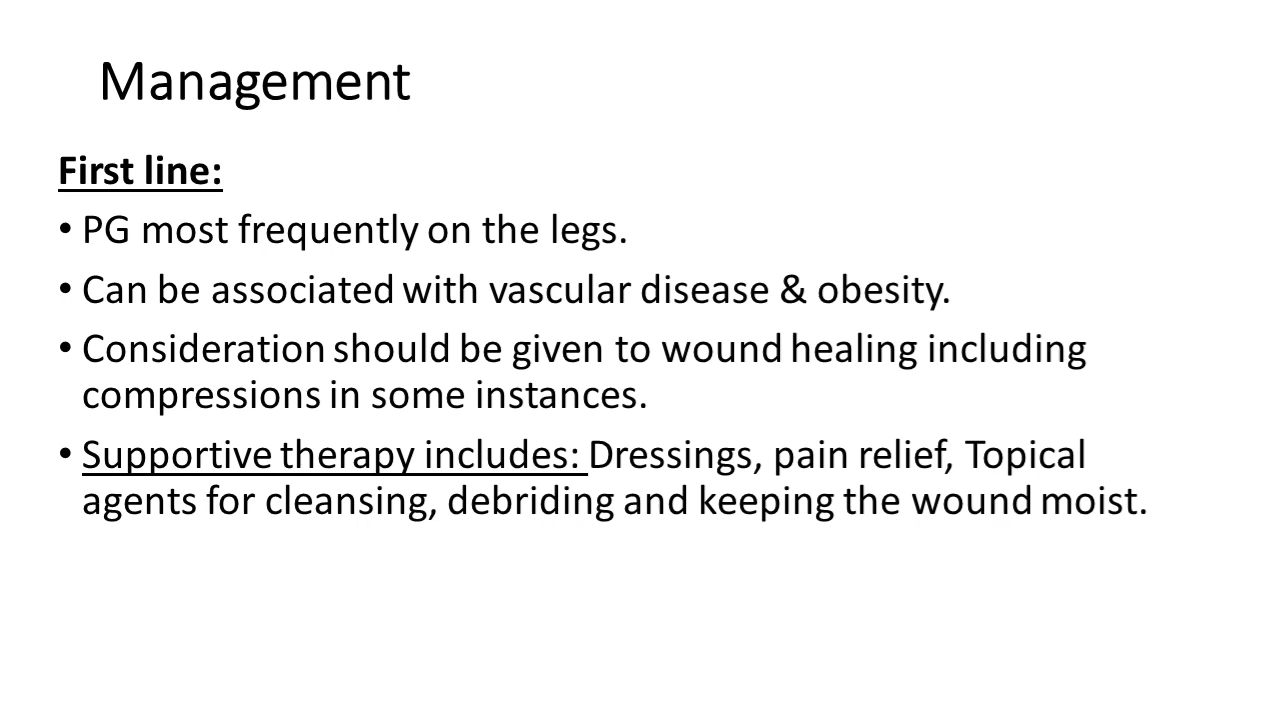 Management
First line:
• PG most frequently on the legs.
• Can be associated with vascular disease & obesity.
• Consideration should be given to wound healing including
compressions in some instances.
• Supportive therapy includes: Dressings, pain relief, Topical
agents for cleansing, debriding and keeping the wound moist.